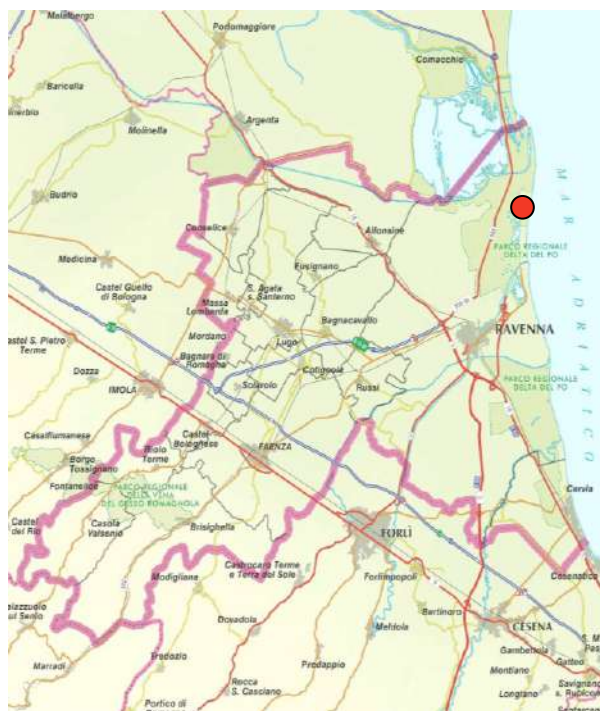 Malalbergo
Portomaggiore
Comacchio
Baricella
Molinella
Argenta
Budrio
Conselice
Alfonsine
Medicina
Fusignano
PARCO REGIONALE
DELTA DEL PO
MAR ADRIATICO
Castel Guelfo
di Bologna
S. Agata
s. Santerno
Massa
Lombarda
Bagnacavallo
Mordano
Lugo
RAVENNA
Castel S. Pietro
Terme
Bagnara di
Romagna
Cotignola
Dozza
IMOLA
Solarolo
Russi
PARCO REGIONALE
DELTA DEL PO
Casalfiumanese
Castel
Bolognese
FAENZA
Borgo
Tossignano
Riolo
Terme
Fontanelice
PARCO REGIONALE
DELLA VENA
DEL GESSO ROMAGNOLA
Cervia
Castel
del Rio
Casola
Valsenio
Brisighella
FORLÌ
Castrocaro Terme
e Terra del Sole
Forlimpopoli
Cesenatico
Modigliana
Bertinoro
CESENA
Dovadola
Meldola
Marradi
Tredozio
Predappio
Gambettola
Gatteo
Montiano
Rocca
S. Casciano
Longiano
Savignano
Portico di